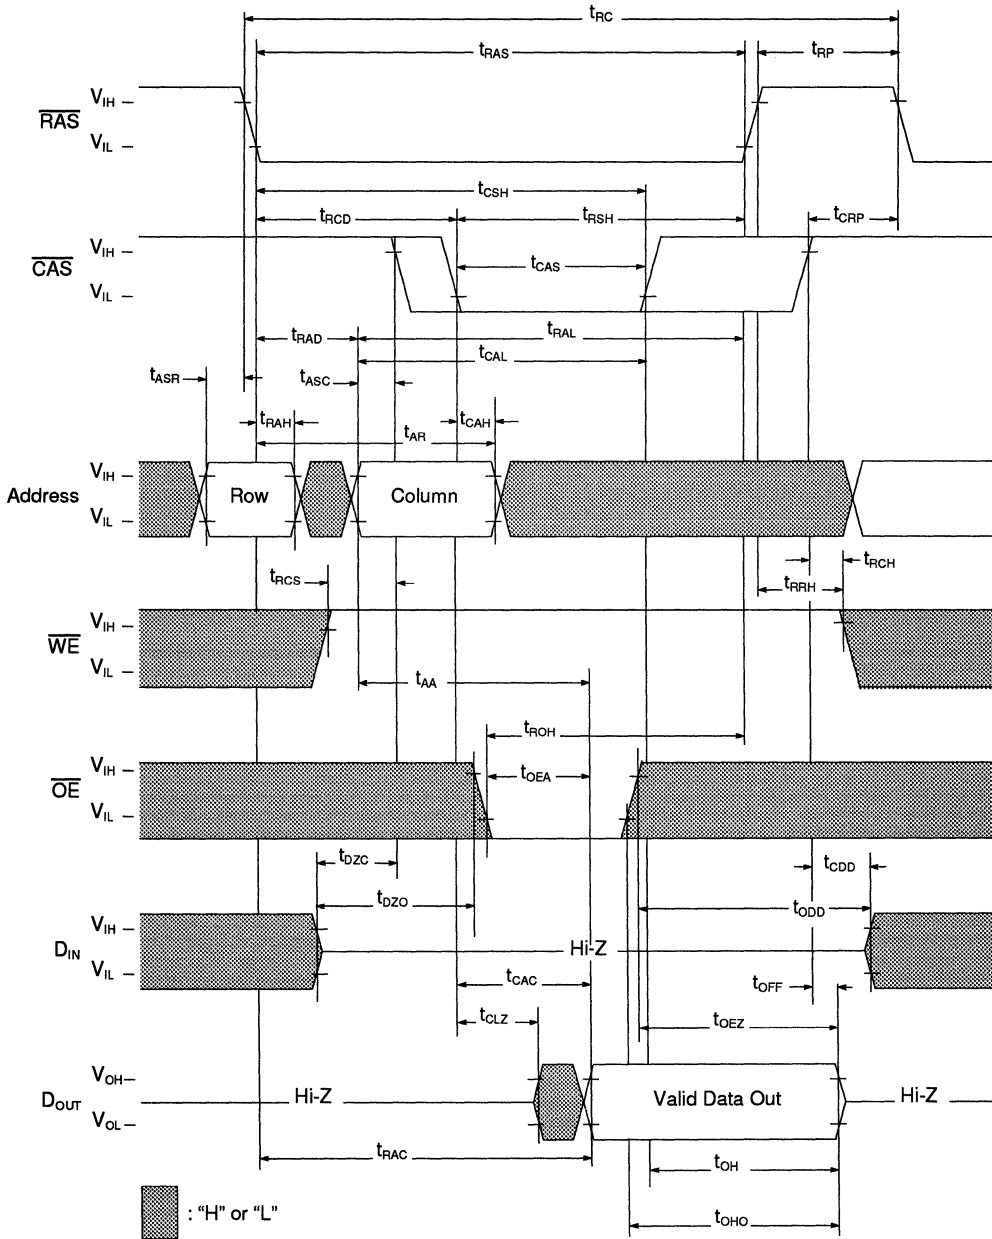 tRC
tRAS
tRP
RAS
VIH
VIL
tCSH
tRCD
tRSH
tCRP
CAS
VIH
VIL
tCAS
tRAD
tRAL
tCAL
tASR
tASC
tRAH
tCAH
tAR
Address
VIH
VIL
Row
Column
tRCS
tRCH
tRRH
WE
VIH
VIL
tAA
tROH
OE
VIH
VIL
tOEA
tDZC
tCDD
tDZO
tODD
DIN
VIH
VIL
Hi-Z
tCAC
tOFF
tCLZ
tOEZ
DOUT
VOH
VOL
Hi-Z
Valid Data Out
Hi-Z
tRAC
tOH
tOHO
: “H” or “L”